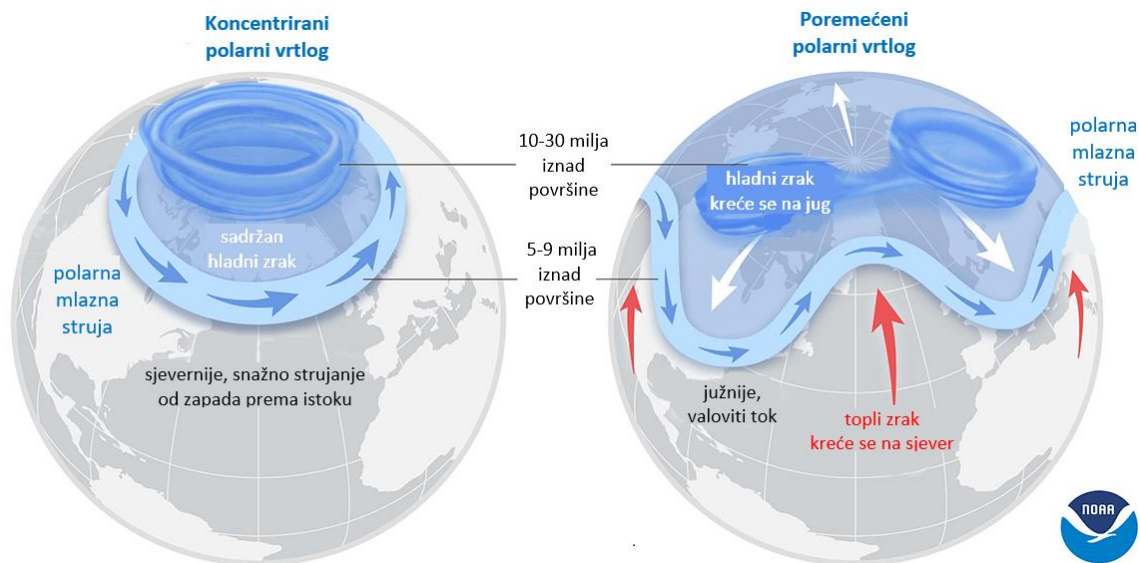 Koncentrirani
polarni vrtlog
Poremećeni
polarni vrtlog
10-30 milja
iznad
površine
polarna
mlazna
struja
hladni zrak
kreće se na jug
sadržan
hladni zrak
5-9 milja
iznad
površine
polarna
mlazna
struja
sjevernije, snažno strujanje
od zapada prema istoku
južnije,
valoviti tok
topli zrak
kreće se na sjever
NOAA